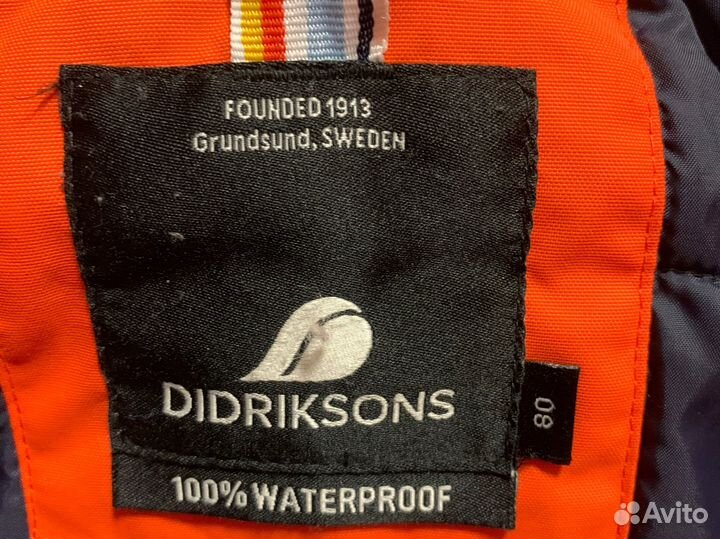 FOUNDED 1913
Grundsund, SWEDEN
DIDRIKSONS
80
100% WATERPROOF
Avito